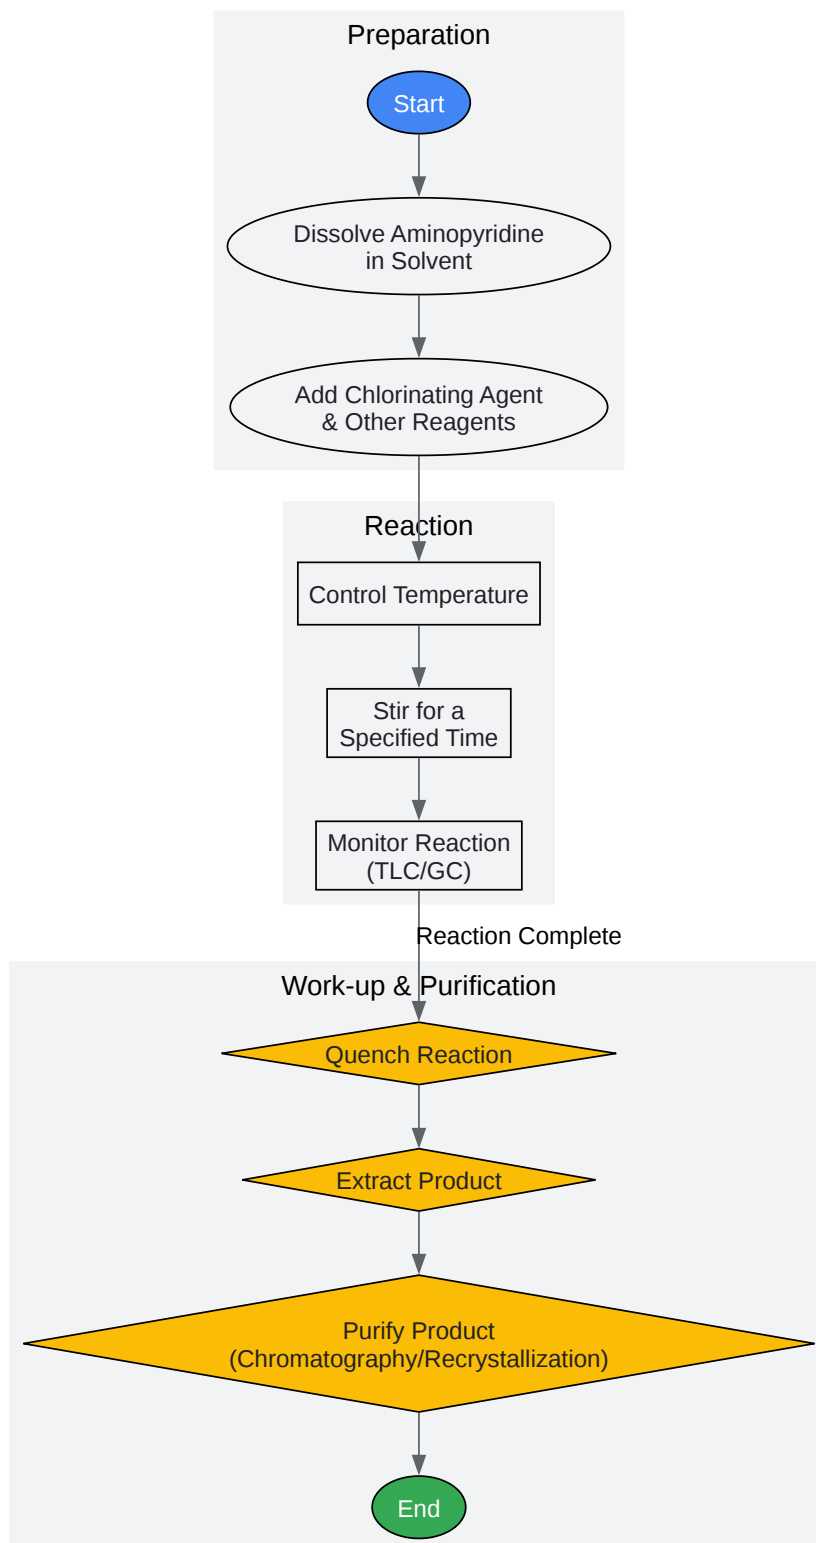 Preparation
Start
Dissolve Aminopyridine
in Solvent
Add Chlorinating Agent
& Other Reagents
Reaction
Control Temperature
Stir for a
Specified Time
Monitor Reaction
(TLC/GC)
Reaction Complete
Work-up & Purification
Quench Reaction
Extract Product
Purify Product
(Chromatography/Recrystallization)
End